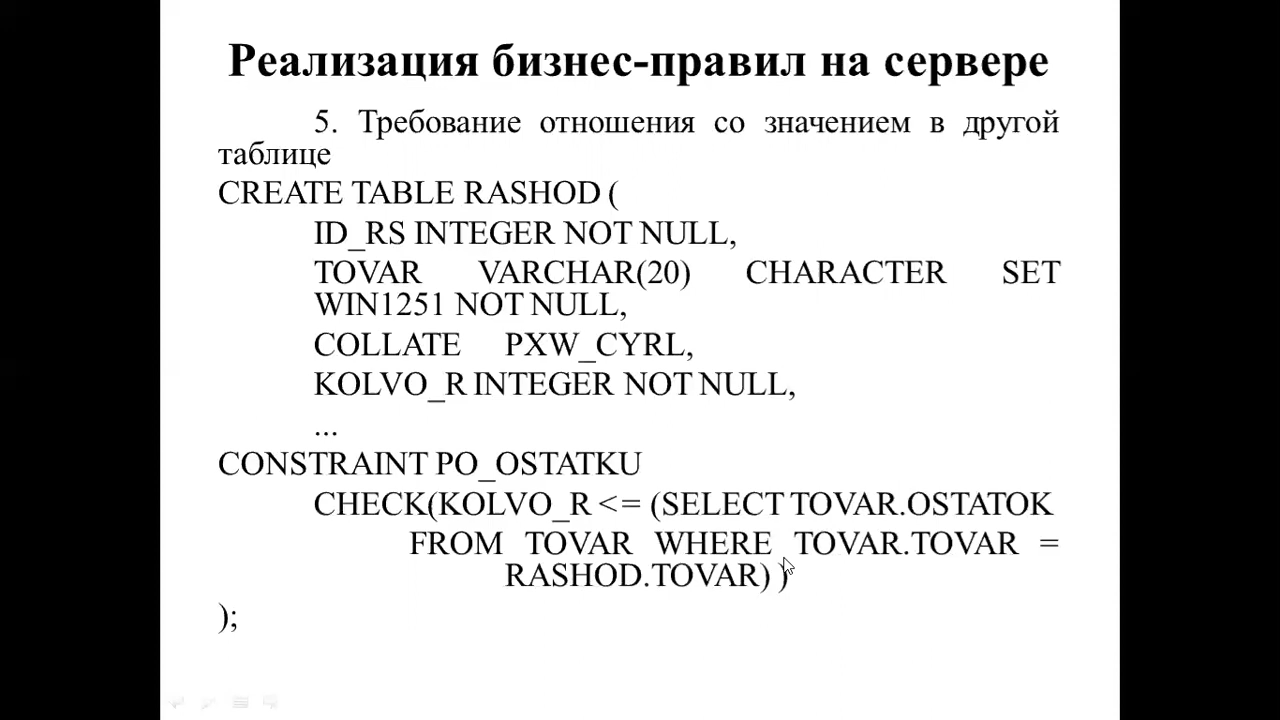 Реализация бизнес-правил на сервере
5. Требование отношения со значением в другой
таблице
CREATE TABLE RASHOD (
ID_RS INTEGER NOT NULL,
TOVAR VARCHAR(20) CHARACTER SET
WIN1251 NOT NULL,
COLLATE PXW_CYRL,
KOLVO_R INTEGER NOT NULL,
...
CONSTRAINT PO_OSTATKU
CHECK(KOLVO_R <= (SELECT TOVAR.OSTATOK
FROM TOVAR WHERE TOVAR.TOVAR =
RASHOD.TOVAR) )
);